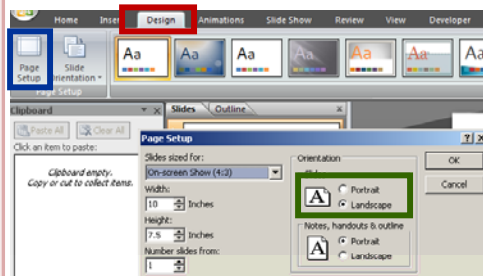 Home Inser Design Animations Slide Show Review View Developer
Page Setup
Slide Orientation
Aa Aa Aa Aa Aa Aa Aa
Page Setup
Clipboard
Slides Outline
Paste All Clear All
Click an item to paste:
Clipboard empty.
Copy or cut to collect items.
Page Setup
Slides sized for:
On-screen Show (4:3)
Width:
10 Inches
Height:
7.5 Inches
Number slides from:
1
Orientation
Slides
A
Portrait
Landscape
Notes, handouts & outline
A
Portrait
Landscape
OK
Cancel